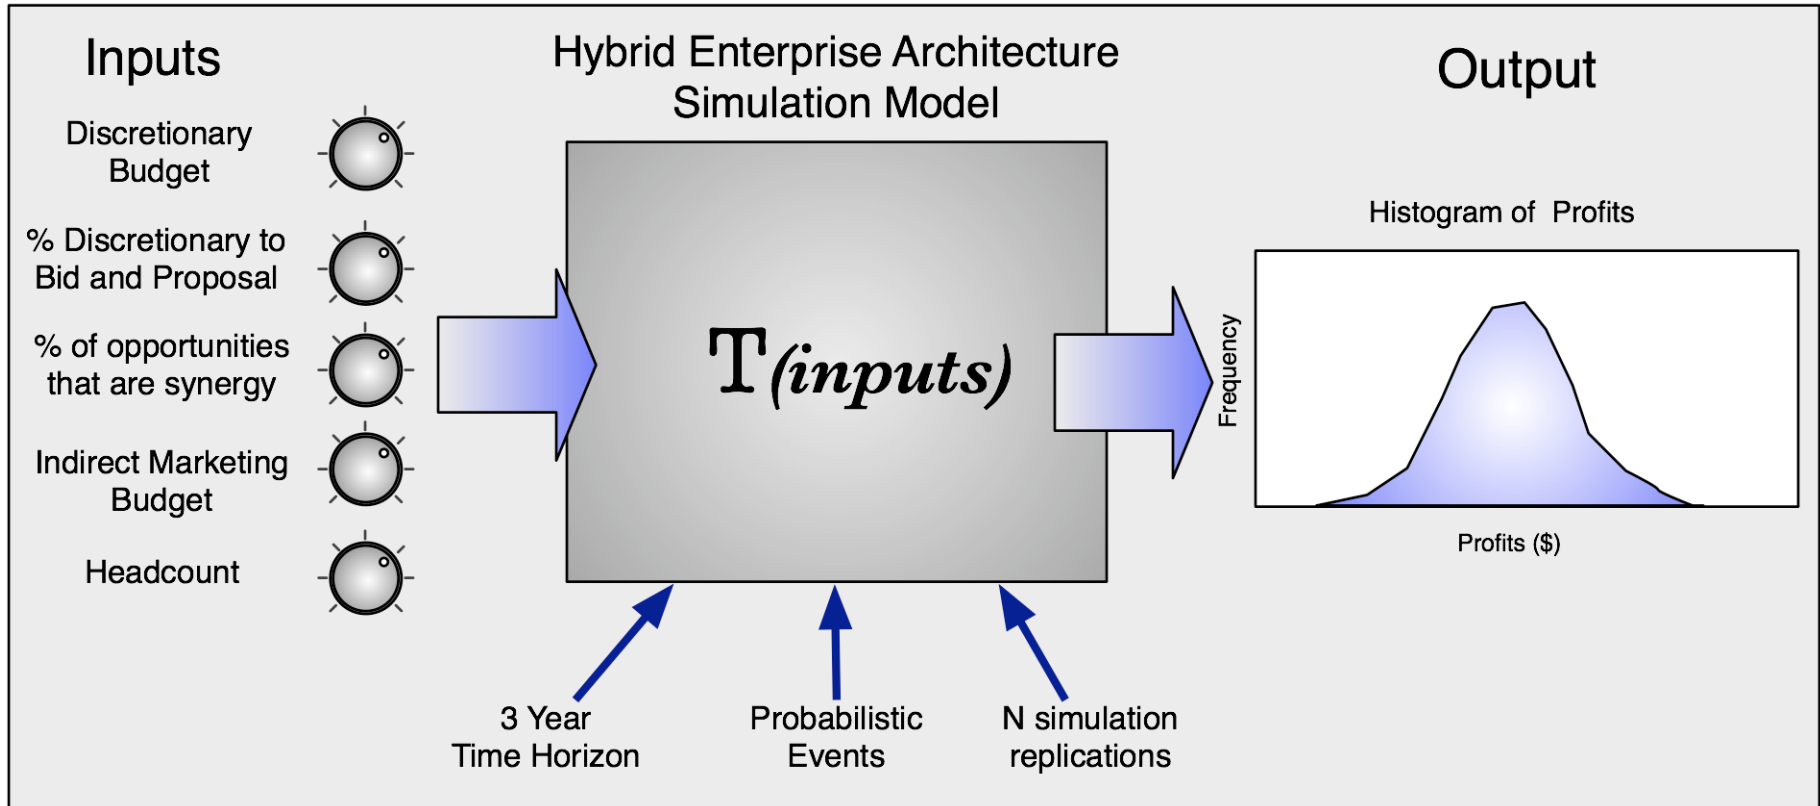 Inputs
Discretionary
Budget
% Discretionary to
Bid and Proposal
% of opportunities
that are synergy
Indirect Marketing
Budget
Headcount
Hybrid Enterprise Architecture
Simulation Model
T(inputs)
3 Year
Time Horizon
Probabilistic
Events
N simulation
replications
Output
Histogram of Profits
Frequency
Profits ($)